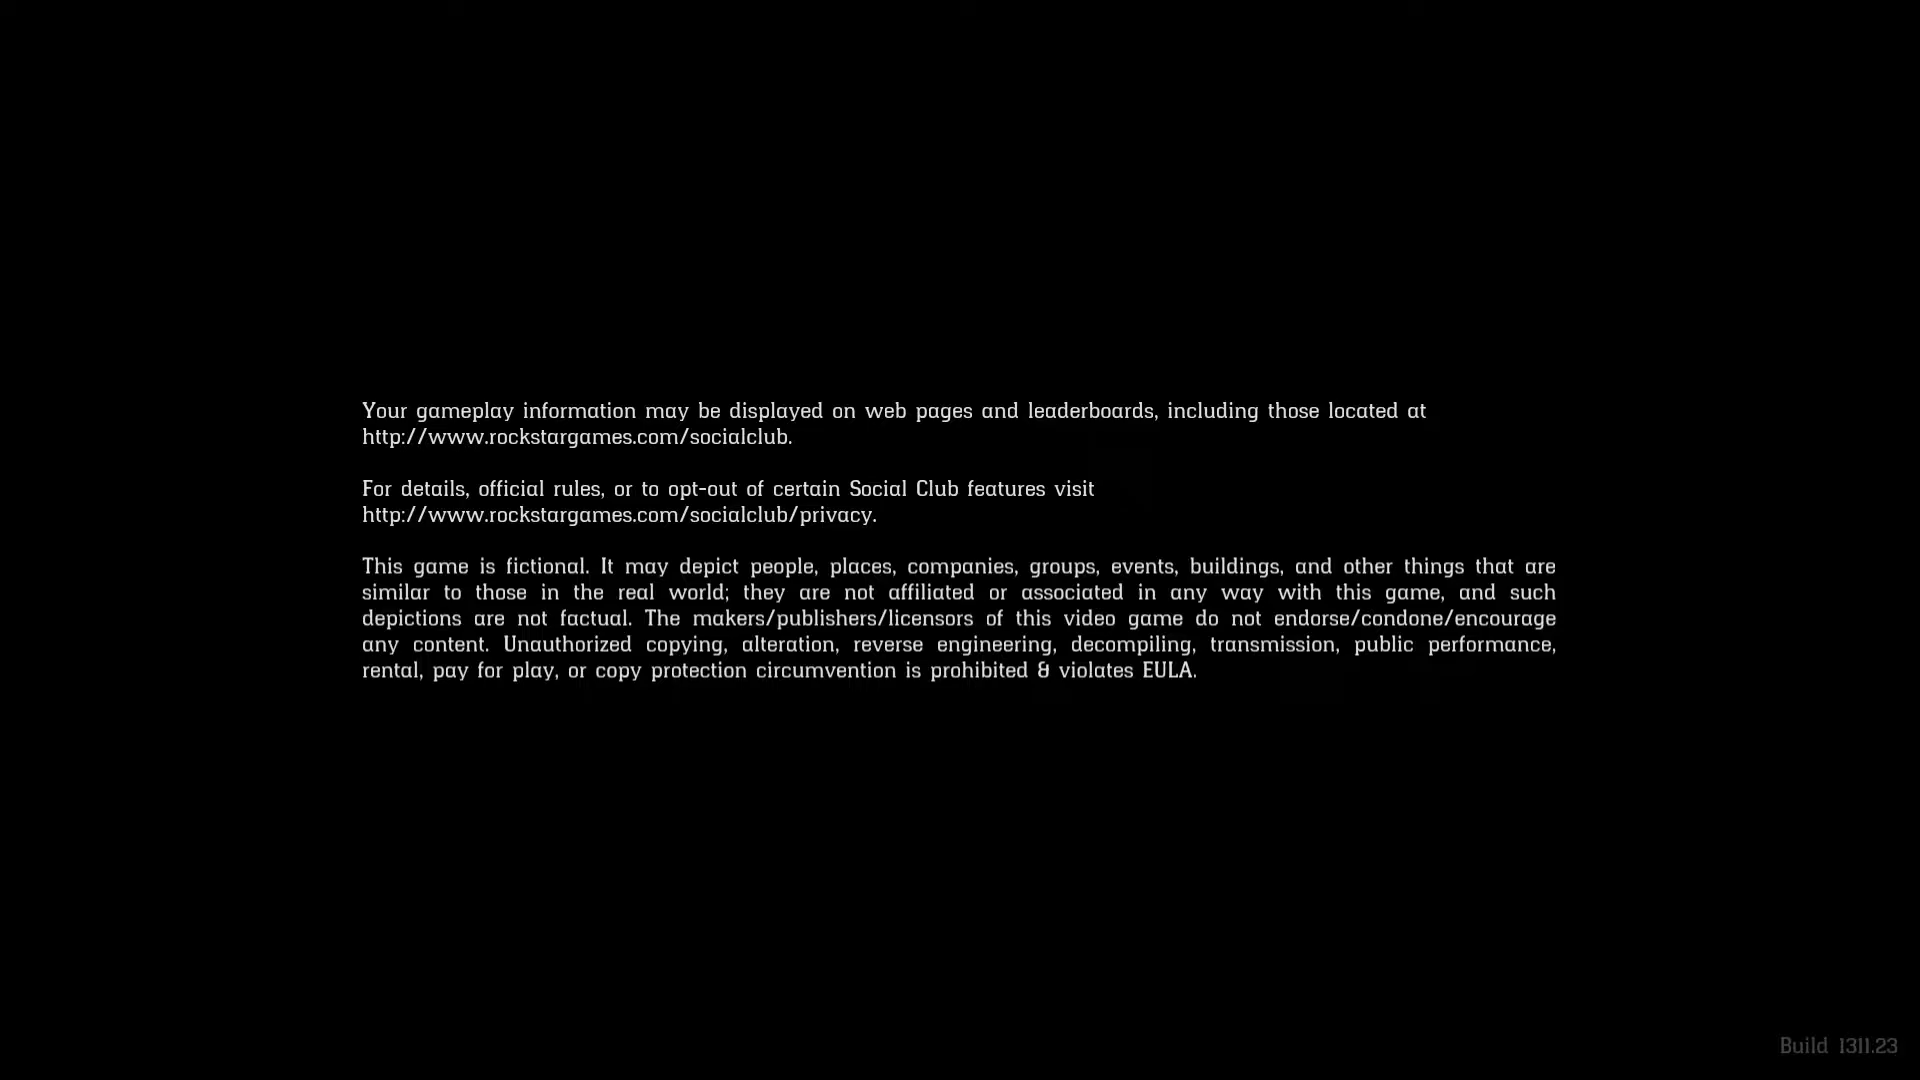 Your gameplay information may be displayed on web pages and leaderboards, including those located at
http://www.rockstargames.com/socialclub.
For details, official rules, or to opt-out of certain Social Club features visit
http://www.rockstargames.com/socialclub/privacy.
This game is fictional. It may depict people, places, companies, groups, events, buildings, and other things that are
similar to those in the real world; they are not affiliated or associated in any way with this game, and such
depictions are not factual. The makers/publishers/licensors of this video game do not endorse/condone/encourage
any content. Unauthorized copying, alteration, reverse engineering, decompiling, transmission, public performance,
rental, pay for play, or copy protection circumvention is prohibited & violates EULA.
Build 1311.23